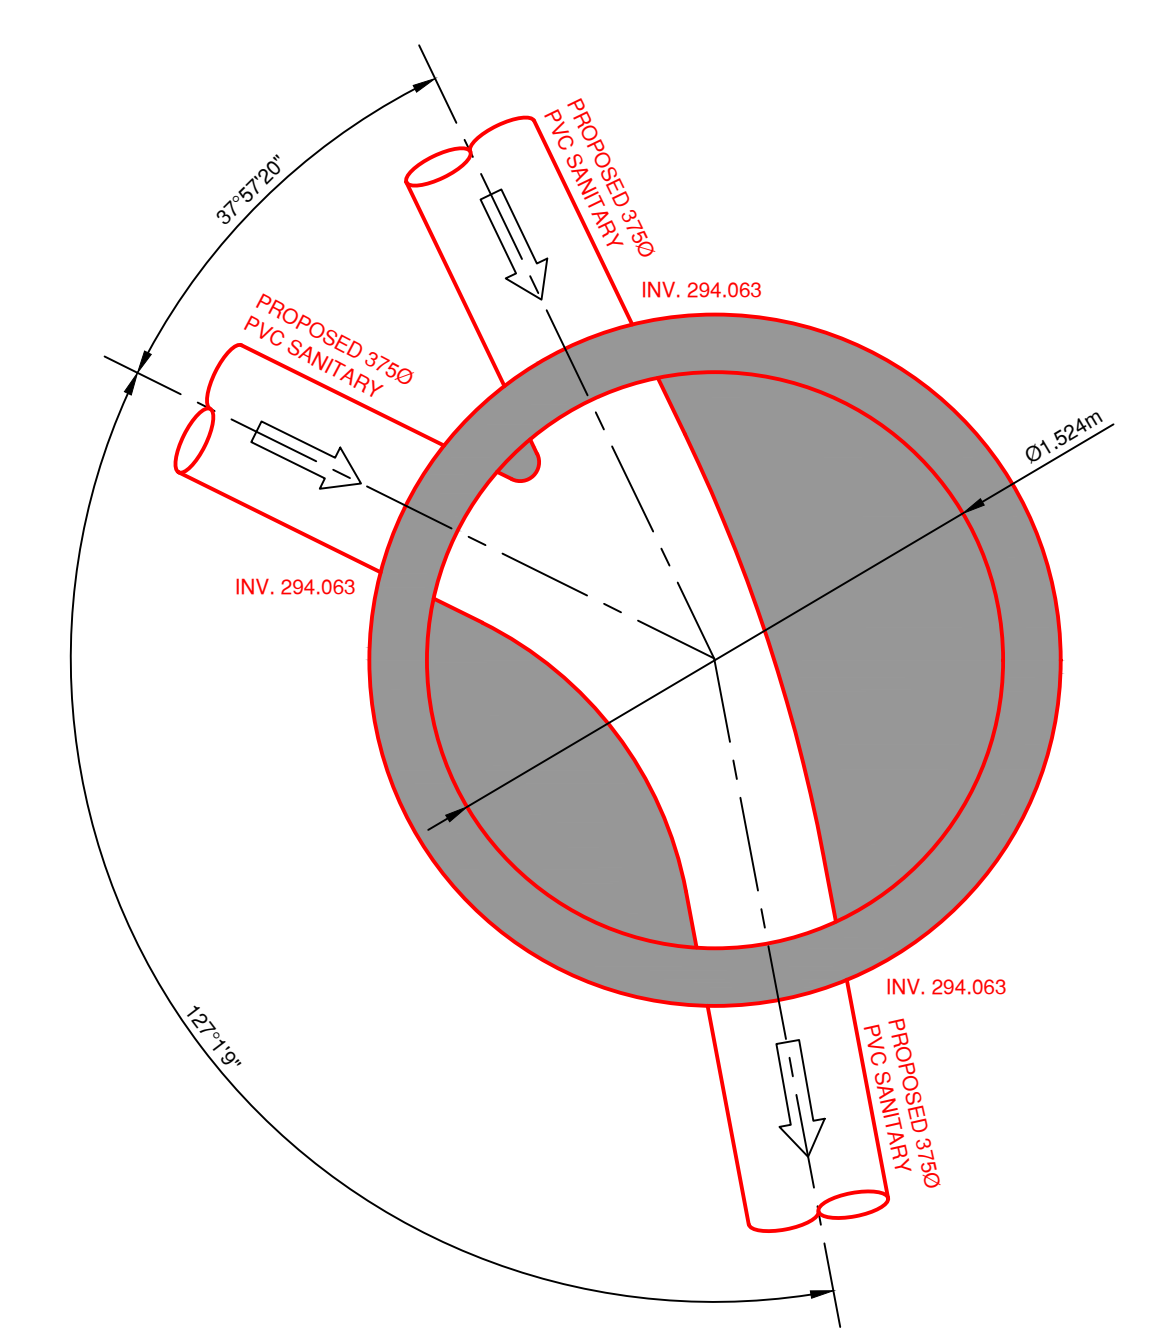 PROPOSED 375Ø
PVC SANITARY
37°57'20"
INV. 294.063
PROPOSED 375Ø
PVC SANITARY
Ø1.524m
INV. 294.063
INV. 294.063
127°1'9"
PROPOSED 375Ø
PVC SANITARY